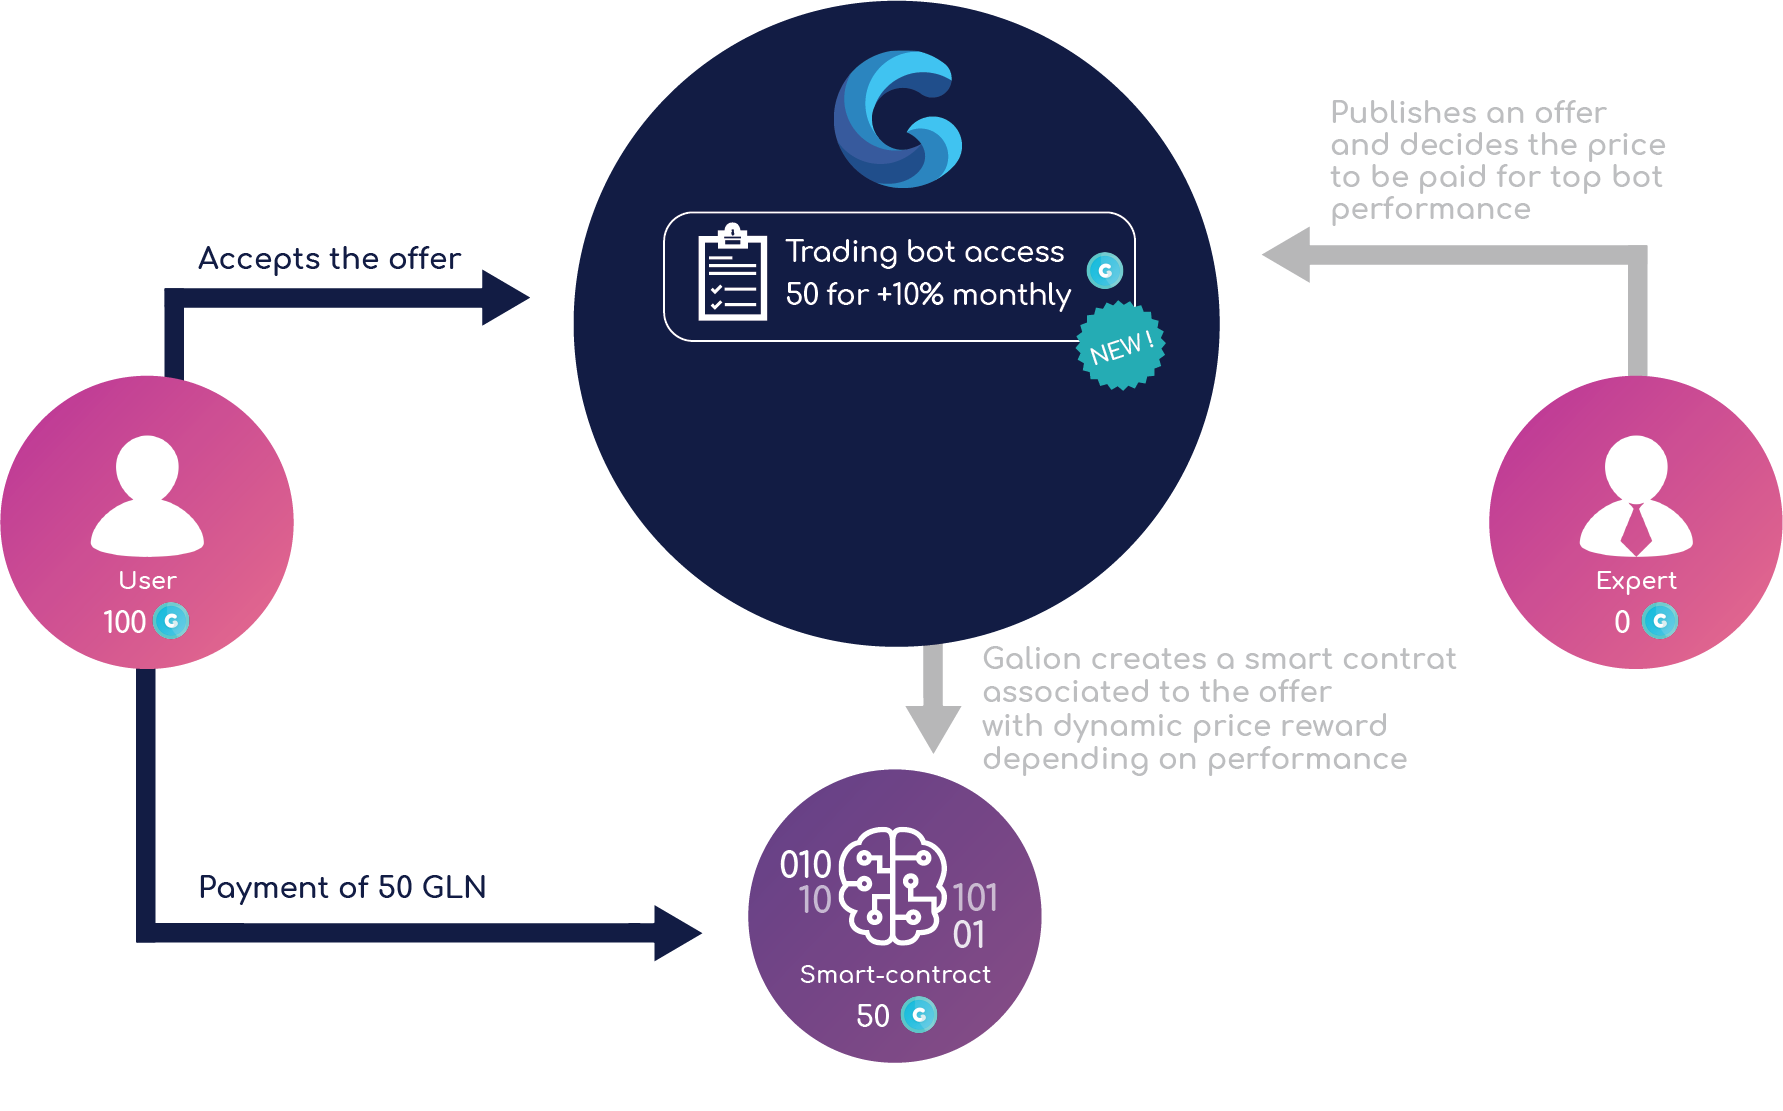 Publishes an offer
and decides the price
to be paid for top bot
performance
Accepts the offer
Trading bot access
50 for +10% monthly
G
NEW !
User
100 G
Expert
0 G
Galion creates a smart contrat
associated to the offer
with dynamic price reward
depending on performance
Payment of 50 GLN
010
10
101
01
Smart-contract
50 G